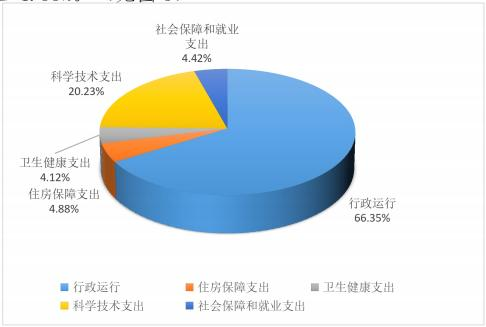 社会保障和就业
支出
4.42%
科学技术支出
20.23%
卫生健康支出
4.12%
住房保障支出
4.88%
行政运行
66.35%
行政运行
住房保障支出
卫生健康支出
科学技术支出
社会保障和就业支出